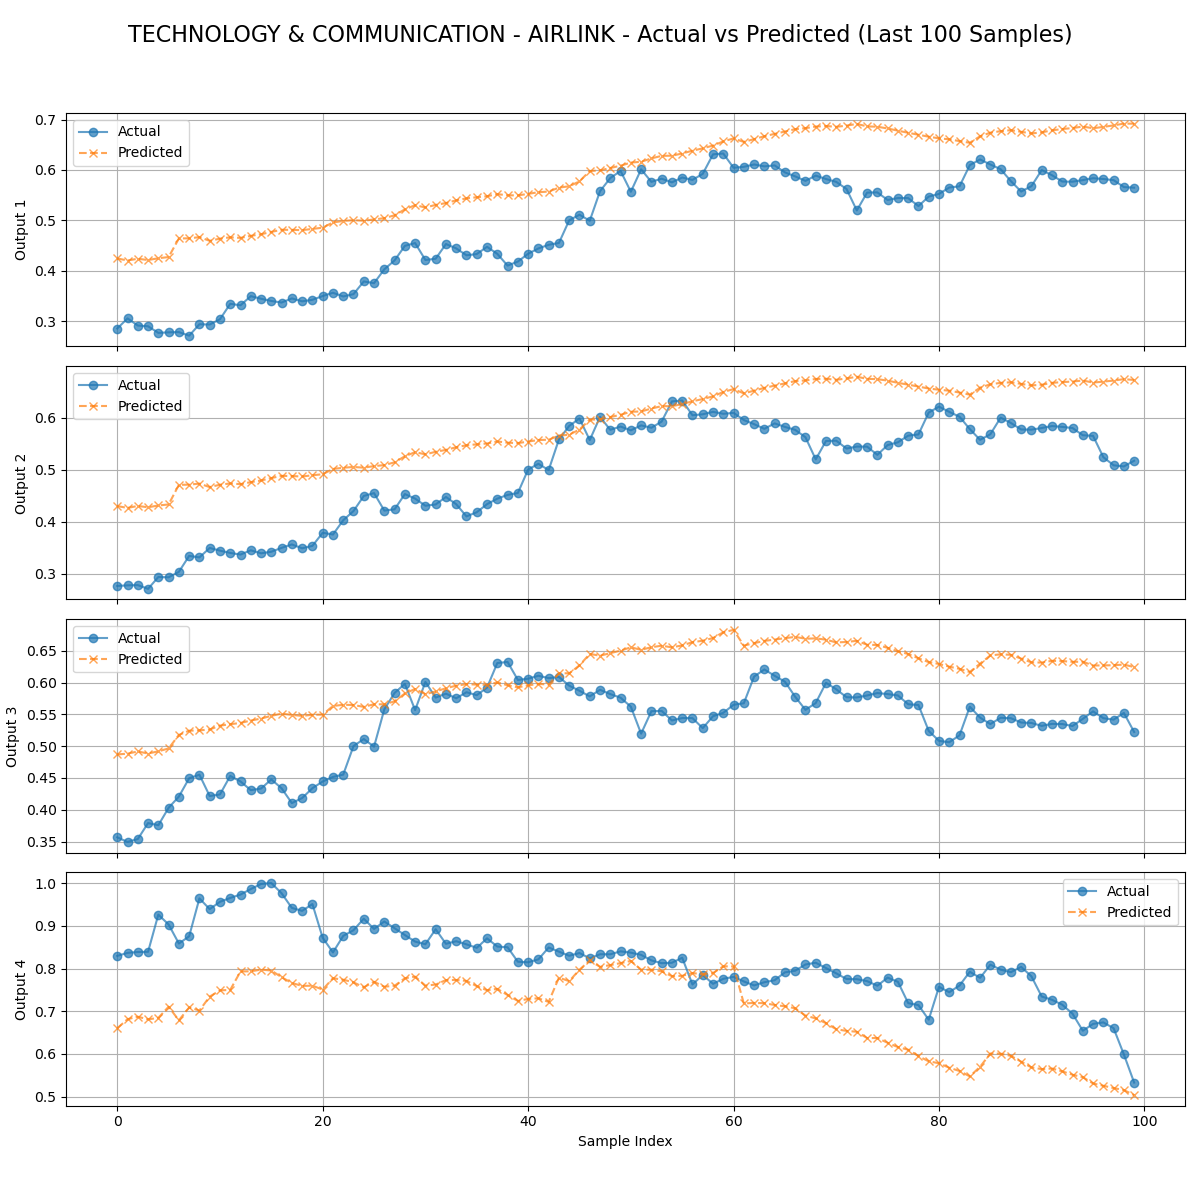 TECHNOLOGY & COMMUNICATION - AIRLINK - Actual vs Predicted (Last 100 Samples)
Output 1
0.7
0.6
0.5
0.4
0.3
Actual
Predicted
Output 2
0.6
0.5
0.4
0.3
Actual
Predicted
Output 3
0.65
0.60
0.55
0.50
0.45
0.40
0.35
Actual
Predicted
Output 4
1.0
0.9
0.8
0.7
0.6
0.5
Actual
Predicted
0 20 40 60 80 100
Sample Index